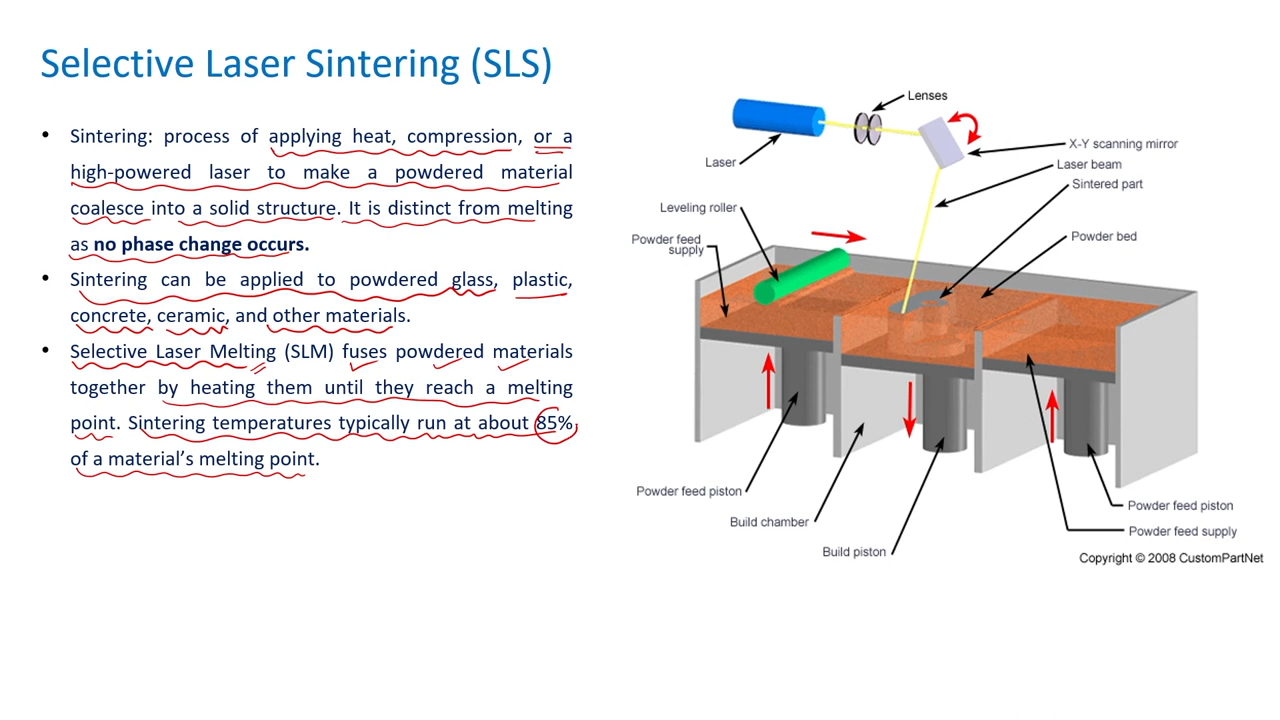 Selective Laser Sintering (SLS)
• Sintering: process of applying heat, compression, or a
high-powered laser to make a powdered material
coalesce into a solid structure. It is distinct from melting
as no phase change occurs.
• Sintering can be applied to powdered glass, plastic,
concrete, ceramic, and other materials.
• Selective Laser Melting (SLM) fuses powdered materials
together by heating them until they reach a melting
point. Sintering temperatures typically run at about 85%
of a material's melting point.
Lenses
Laser
X-Y scanning mirror
Laser beam
Sintered part
Leveling roller
Powder feed
supply
Powder bed
Powder feed piston
Build chamber
Build piston
Powder feed piston
Powder feed supply
Copyright © 2008 CustomPartNet